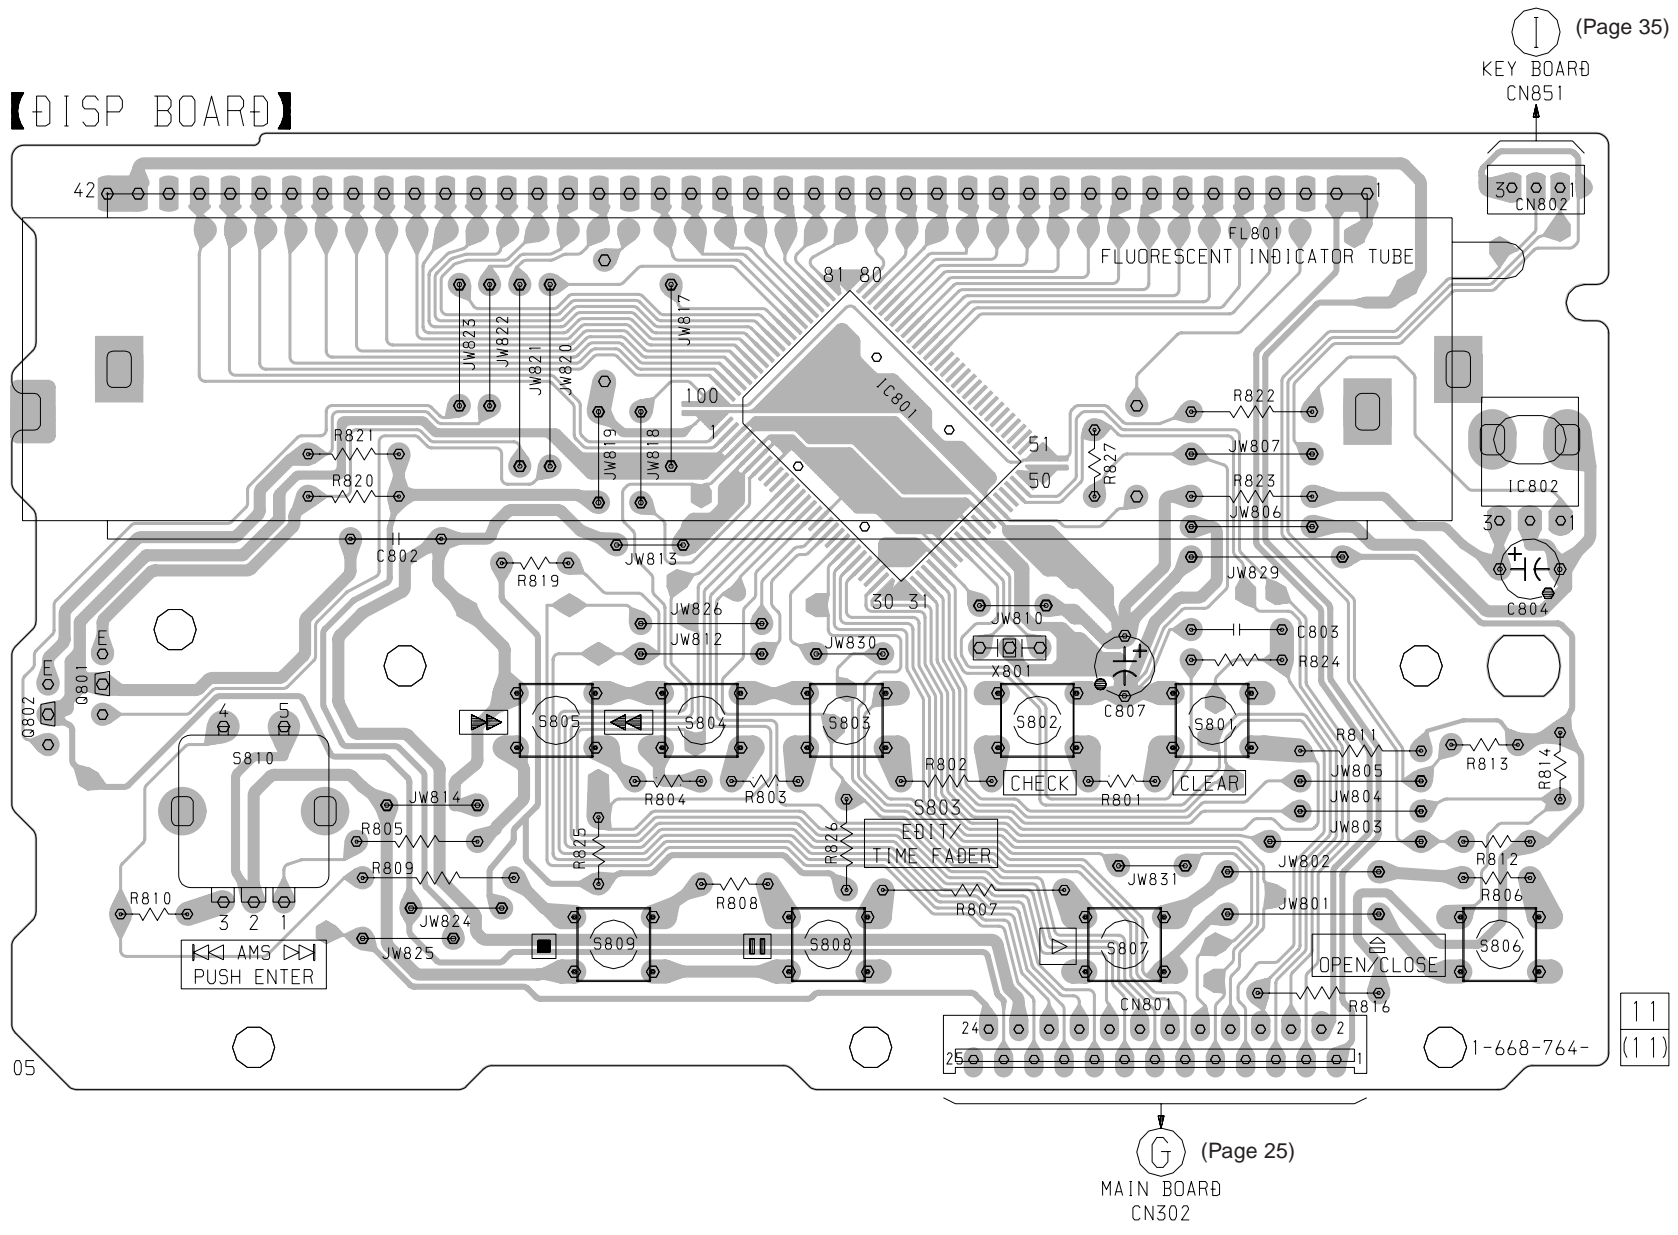 I (Page 35)
KEY BOARD
CN851
【DISP BOARD】
42
1
3 1
CN802
FL801
FLUORESCENT INDICATOR TUBE
81 80
JW823
JW822
JW821
JW820
JW817
IC801
100
1
JW819
JW818
R821
R820
R822
51
50
R827
JW807
R823
JW806
IC802
3 1
C802
JW813
R819
JW829
C804
30 31
JW826
JW810
JW812
JW830
C803
X801
R824
E
E
Q801
Q802
C807
4 5
S810
S805
S804
S803
S802
S801
R811
R813
R814
R802
CHECK
R801
CLEAR
JW805
R804
R803
JW814
JW804
S803
EDIT/
TIME FADER
R805
R825
R826
JW803
R809
JW831
JW802
R812
R806
R810
3 2 1
JW824
R808
R807
JW801
JW825
AMS
PUSH ENTER
S809
S808
S807
OPEN/CLOSE
S806
CN801
R816
24 2
25 1
1-668-764-
11
(11)
05
G (Page 25)
MAIN BOARD
CN302